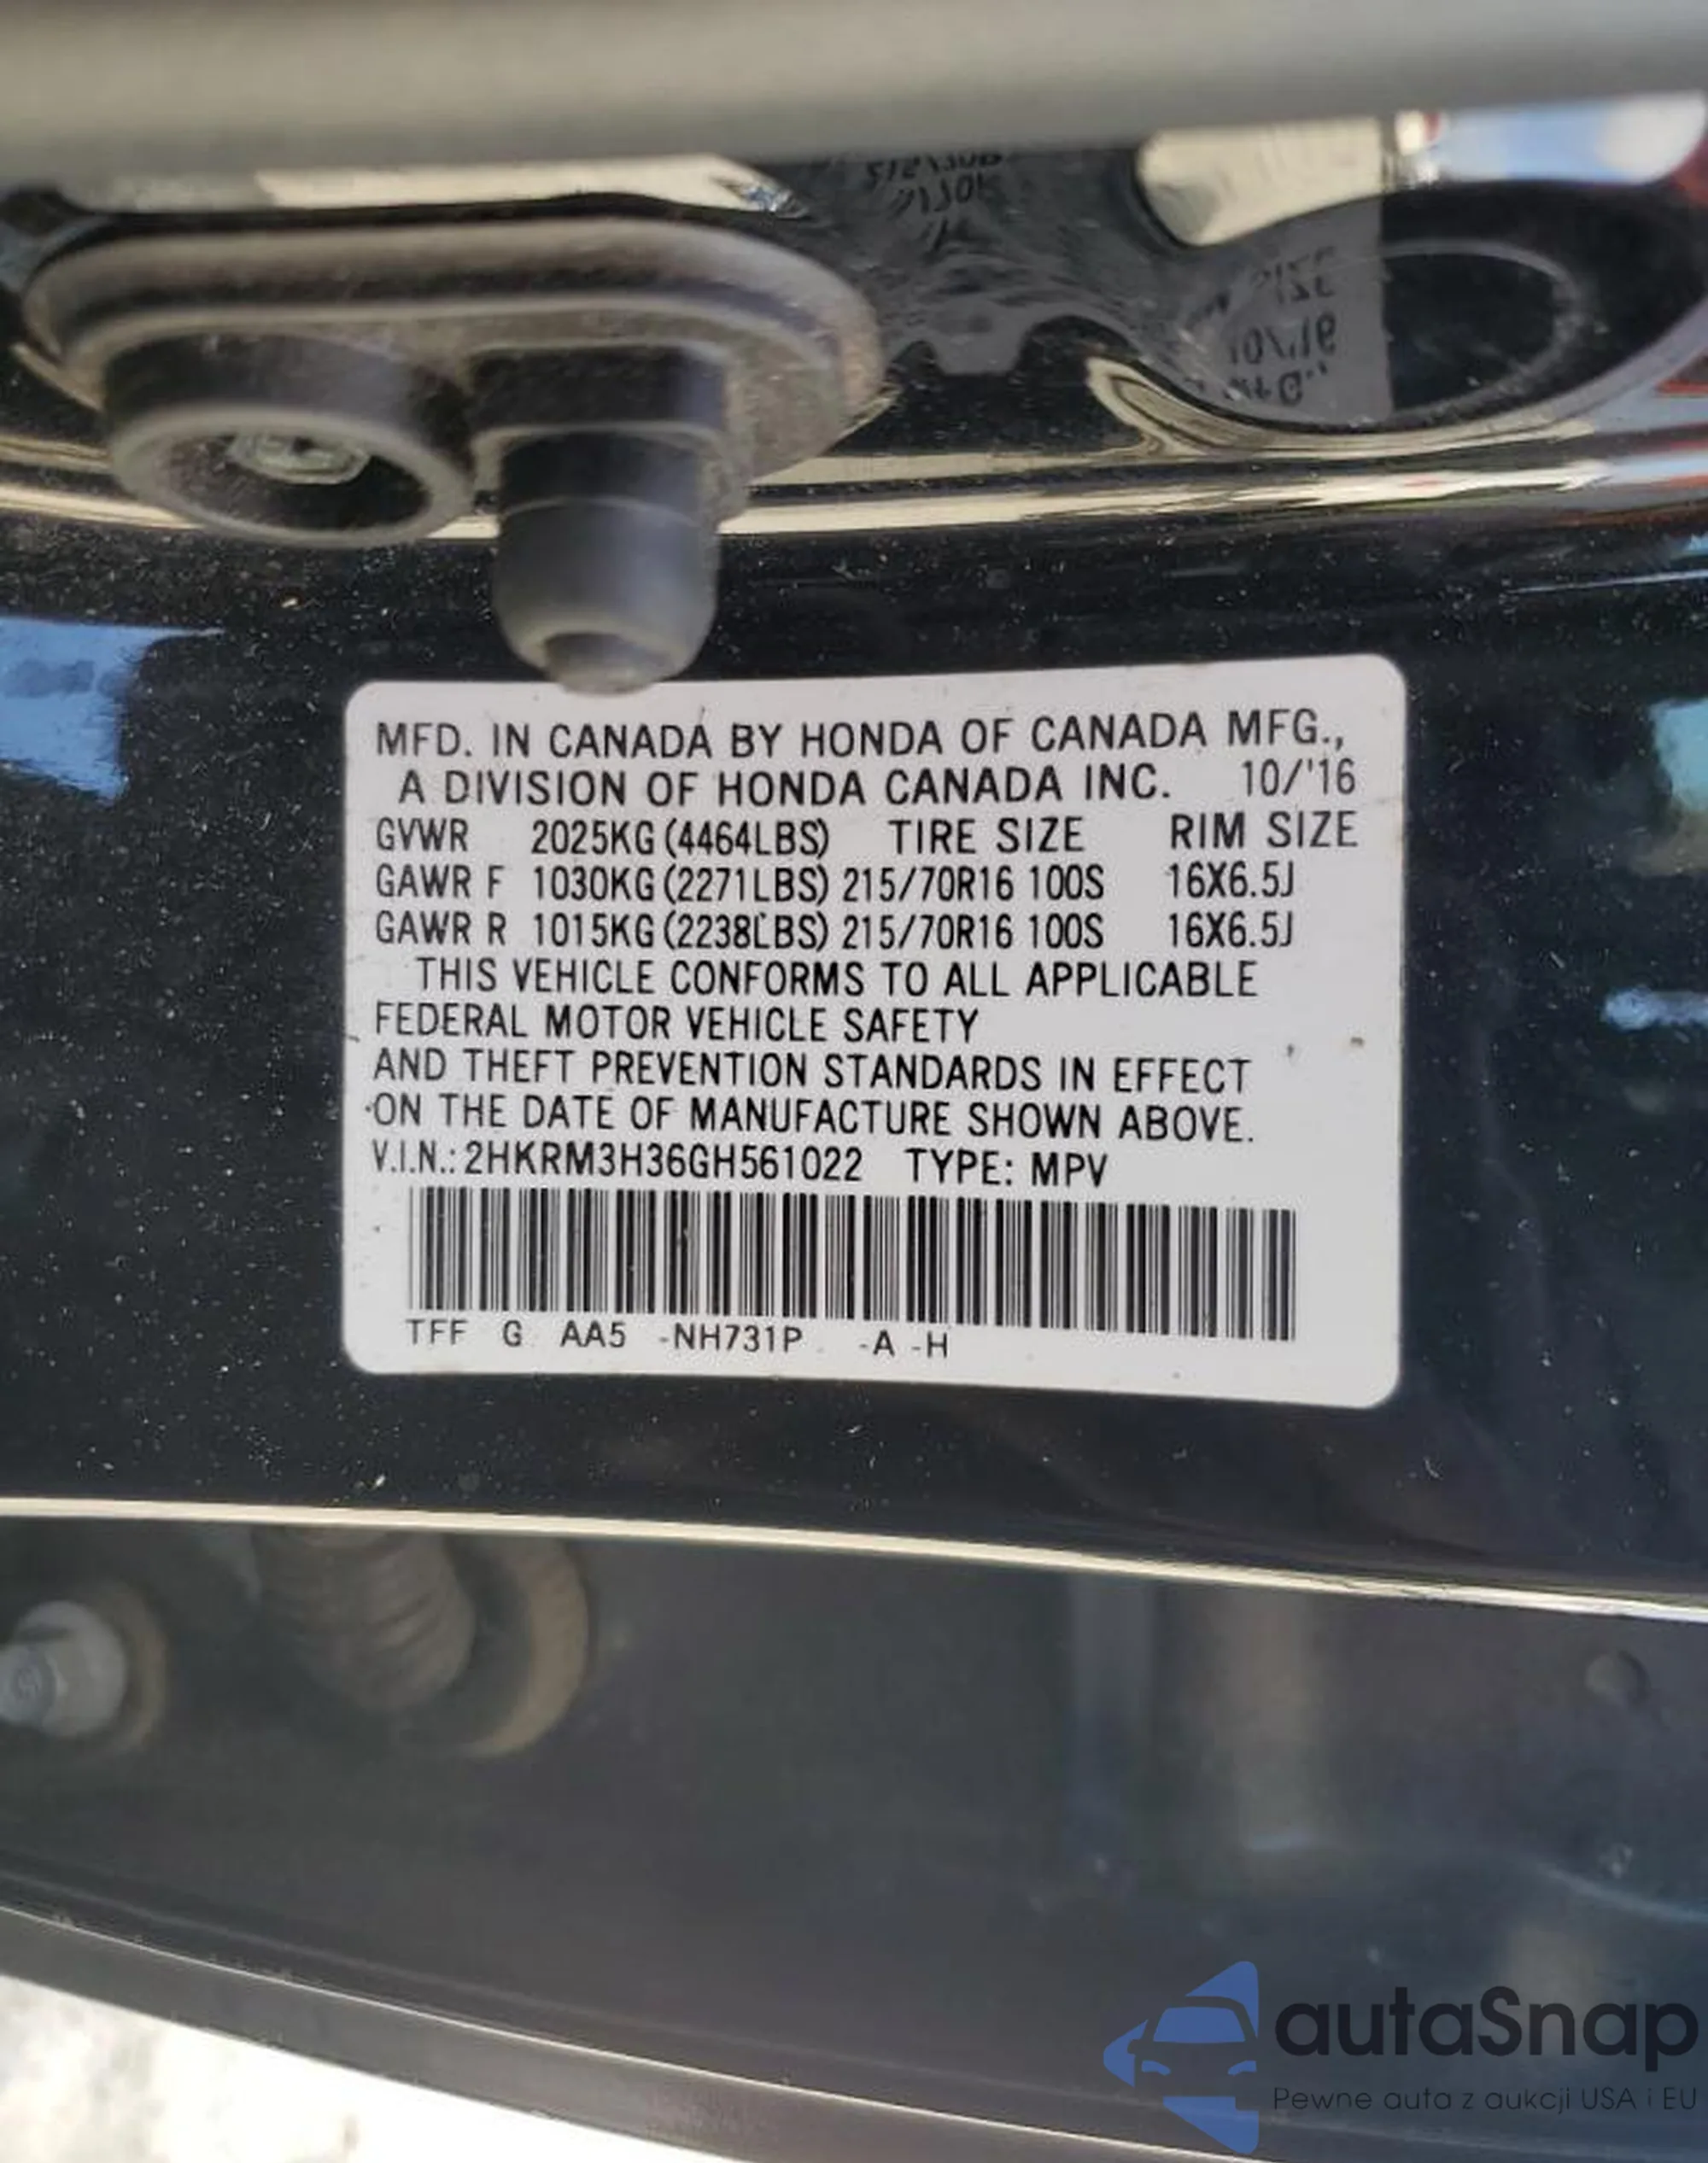 MFD. IN CANADA BY HONDA OF CANADA MFG.,
A DIVISION OF HONDA CANADA INC. 10/'16
GVWR 2025KG (4464LBS) TIRE SIZE RIM SIZE
GAWR F 1030KG (2271LBS) 215/70R16 100S 16X6.5J
GAWR R 1015KG (2238LBS) 215/70R16 100S 16X6.5J
THIS VEHICLE CONFORMS TO ALL APPLICABLE
FEDERAL MOTOR VEHICLE SAFETY
AND THEFT PREVENTION STANDARDS IN EFFECT
ON THE DATE OF MANUFACTURE SHOWN ABOVE.
V.I.N.: 2HKRM3H36GH561022 TYPE: MPV
TFF G AA5 -NH731P -A -H
autaSnap
Pewne auta z aukcji USA i EU